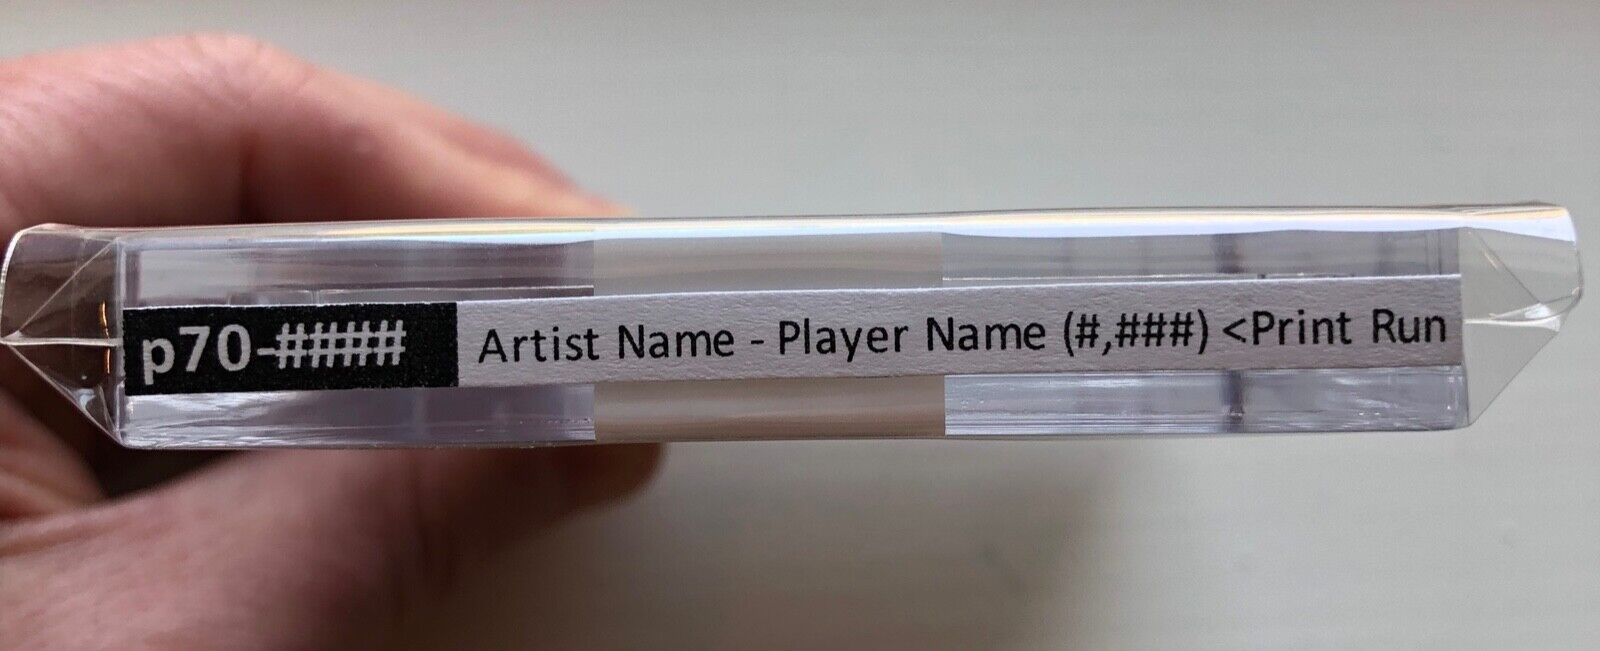 p70-#### Artist Name - Player Name (#,###) <Print Run